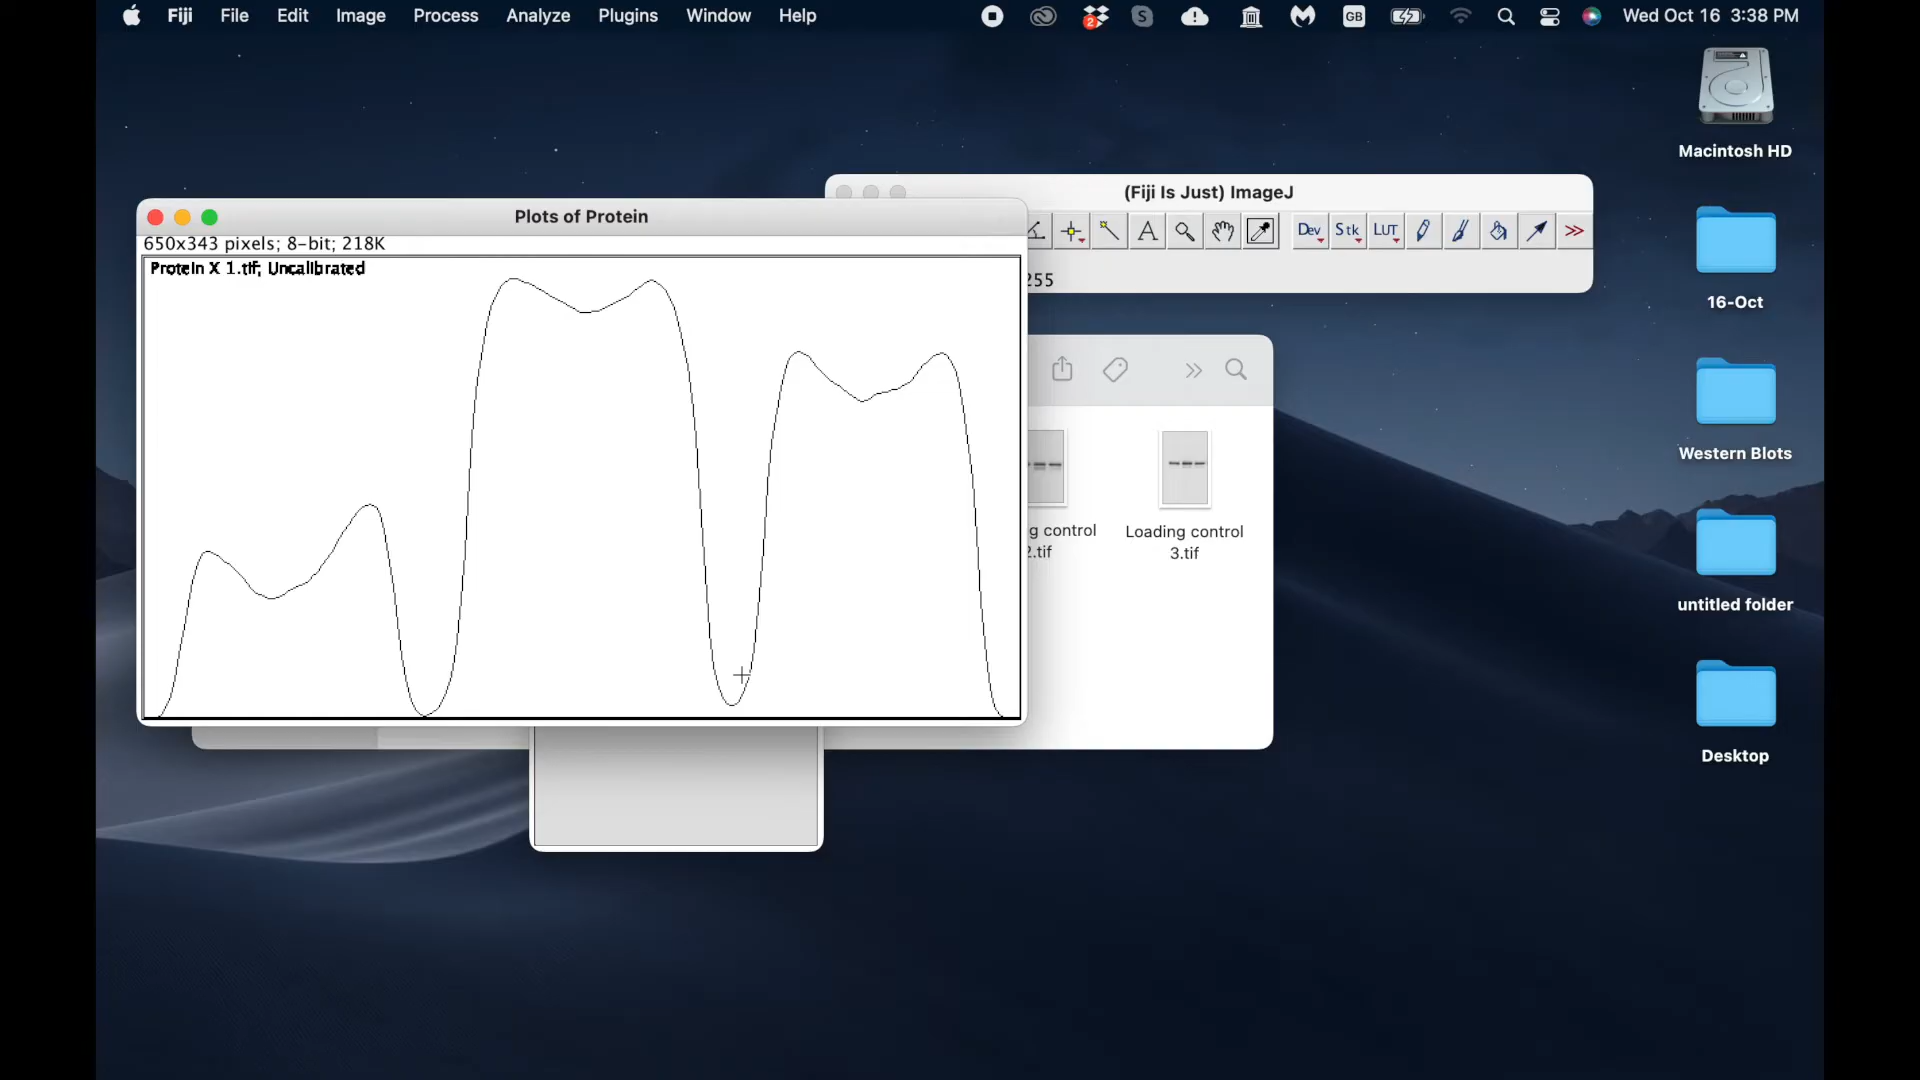 Fiji File Edit Image Process Analyze Plugins Window Help
2
S
GB
Wed Oct 16 3:38 PM
Macintosh HD
(Fiji Is Just) ImageJ
Plots of Protein
A Dev Stk LUT >>
650x343 pixels; 8-bit; 218K
Protein X 1.tif; Uncalibrated
255
16-Oct
Western Blots
g control
2.tif
Loading control
3.tif
untitled folder
Desktop